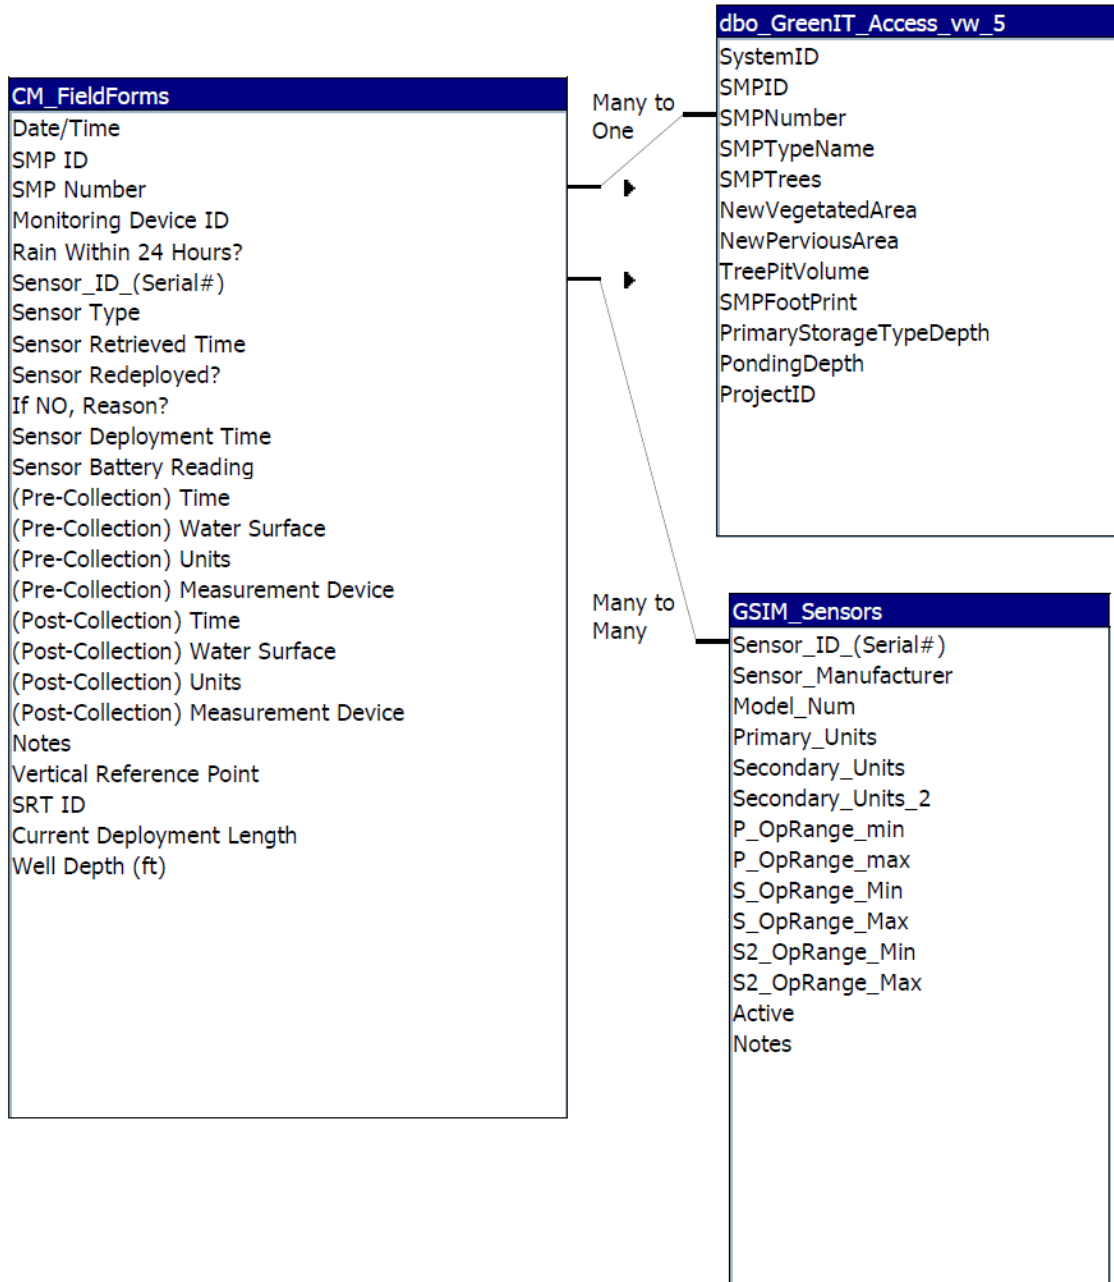 CM_FieldForms
Date/Time
SMP ID
SMP Number
Monitoring Device ID
Rain Within 24 Hours?
Sensor_ID_(Serial#)
Sensor Type
Sensor Retrieved Time
Sensor Redeployed?
If NO, Reason?
Sensor Deployment Time
Sensor Battery Reading
(Pre-Collection) Time
(Pre-Collection) Water Surface
(Pre-Collection) Units
(Pre-Collection) Measurement Device
(Post-Collection) Time
(Post-Collection) Water Surface
(Post-Collection) Units
(Post-Collection) Measurement Device
Notes
Vertical Reference Point
SRT ID
Current Deployment Length
Well Depth (ft)
Many to
One
dbo_GreenIT_Access_vw_5
SystemID
SMPID
SMPNumber
SMPTypeName
SMPTrees
NewVegetatedArea
NewPerviousArea
TreePitVolume
SMPFootPrint
PrimaryStorageTypeDepth
PondingDepth
ProjectID
Many to
Many
GSIM_Sensors
Sensor_ID_(Serial#)
Sensor_Manufacturer
Model_Num
Primary_Units
Secondary_Units
Secondary_Units_2
P_OpRange_min
P_OpRange_max
S_OpRange_Min
S_OpRange_Max
S2_OpRange_Min
S2_OpRange_Max
Active
Notes